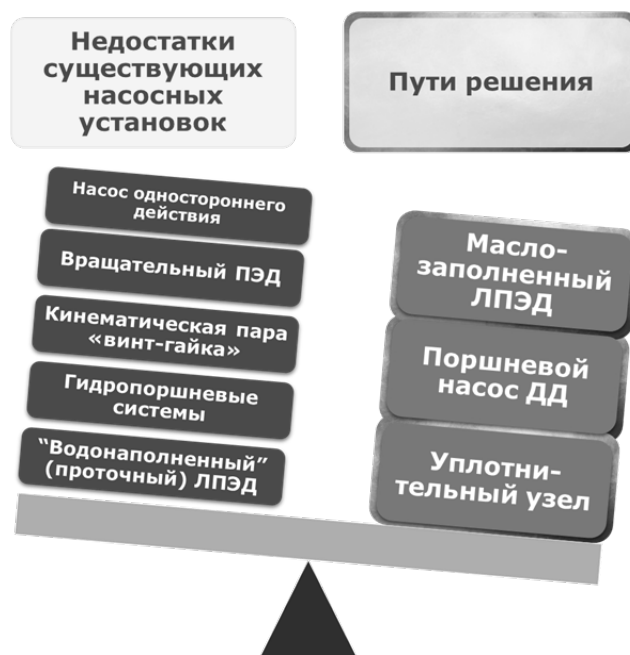 Недостатки
существующих
насосных
установок
Пути решения
Насос одностороннего
действия
Вращательный ПЭД
Кинематическая пара
«винт-гайка»
Гидропоршневые
системы
“Водонаполненный”
(проточный) ЛПЭД
Масло-
заполненный
ЛПЭД
Поршневой
насос ДД
Уплотни-
тельный узел